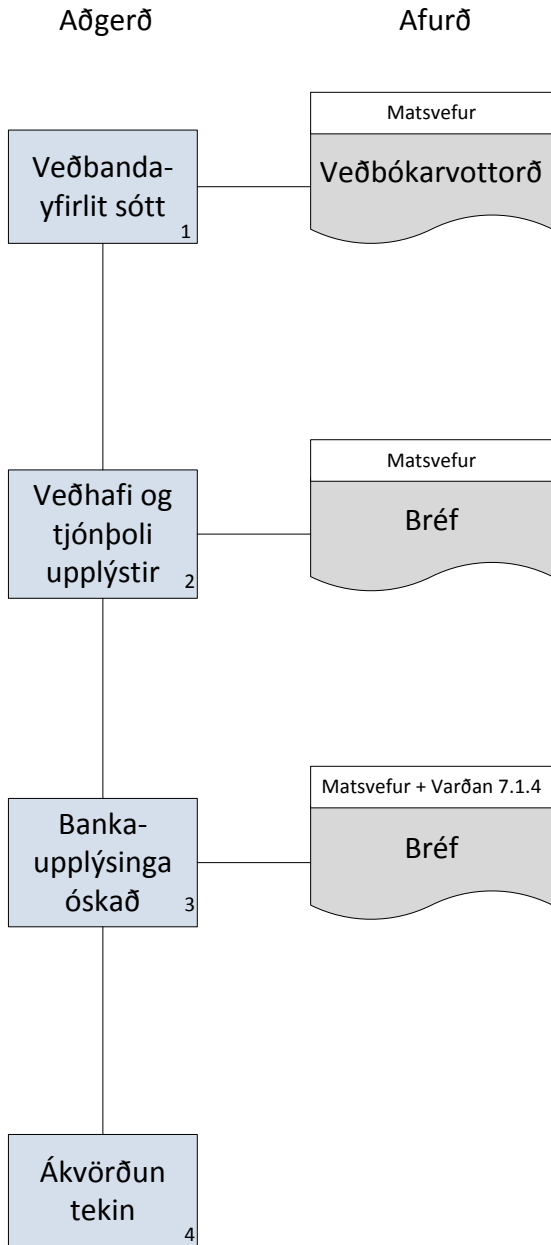 Aðgerð
Afurð
Matsvefur
Veðbanda-
yfirlit sótt
1
Veðbókarvottorð
Matsvefur
Veðhafi og
tjónþoli
upplýstir
2
Bréf
Matsvefur + Varðan 7.1.4
Banka-
upplýsinga
óskað
3
Bréf
Ákvörðun
tekin
4